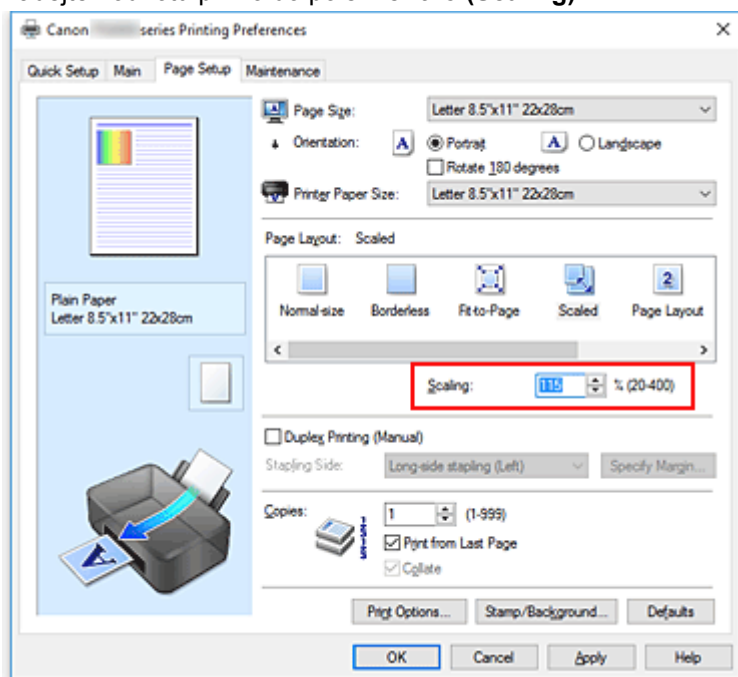 (Scaling)
Canon series Printing Preferences
Quick Setup Main Page Setup Maintenance
Page Size: Letter 8.5"x11" 22x28cm
Orientation: A Portrait A Landscape
Rotate 180 degrees
Printer Paper Size: Letter 8.5"x11" 22x28cm
Page Layout: Scaled
Normal-size Borderless Fit-to-Page Scaled 2 Page Layout
Plain Paper
Letter 8.5"x11" 22x28cm
Scaling: 115 % (20-400)
Duplex Printing (Manual)
Stapling Side: Long-side stapling (Left) Specify Margin...
Copies: 1 (1-999)
Print from Last Page
Collate
A
Print Options... Stamp/Background... Defaults
OK Cancel Apply Help